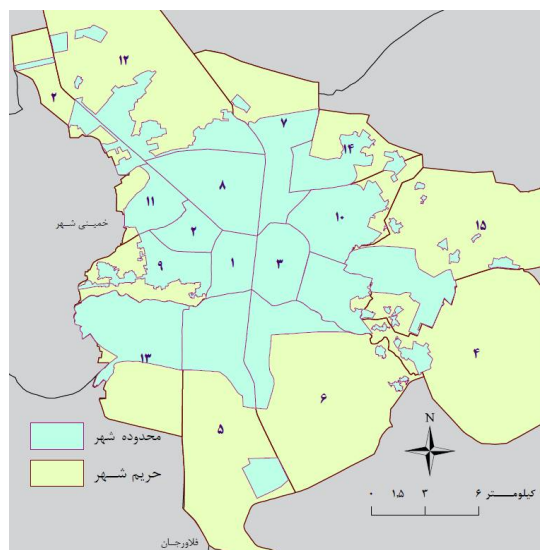 ۱۲
۲
۷
۱۴
۸
۱۱
۱۰
۱۵
خمینی شهر
۲
۹
۱
۳
۱۳
۴
۶
۵
محدوده شهر
حریم شهر
N
۰ ۱.۵ ۳ ۶ کیلومتر
فلاورجان